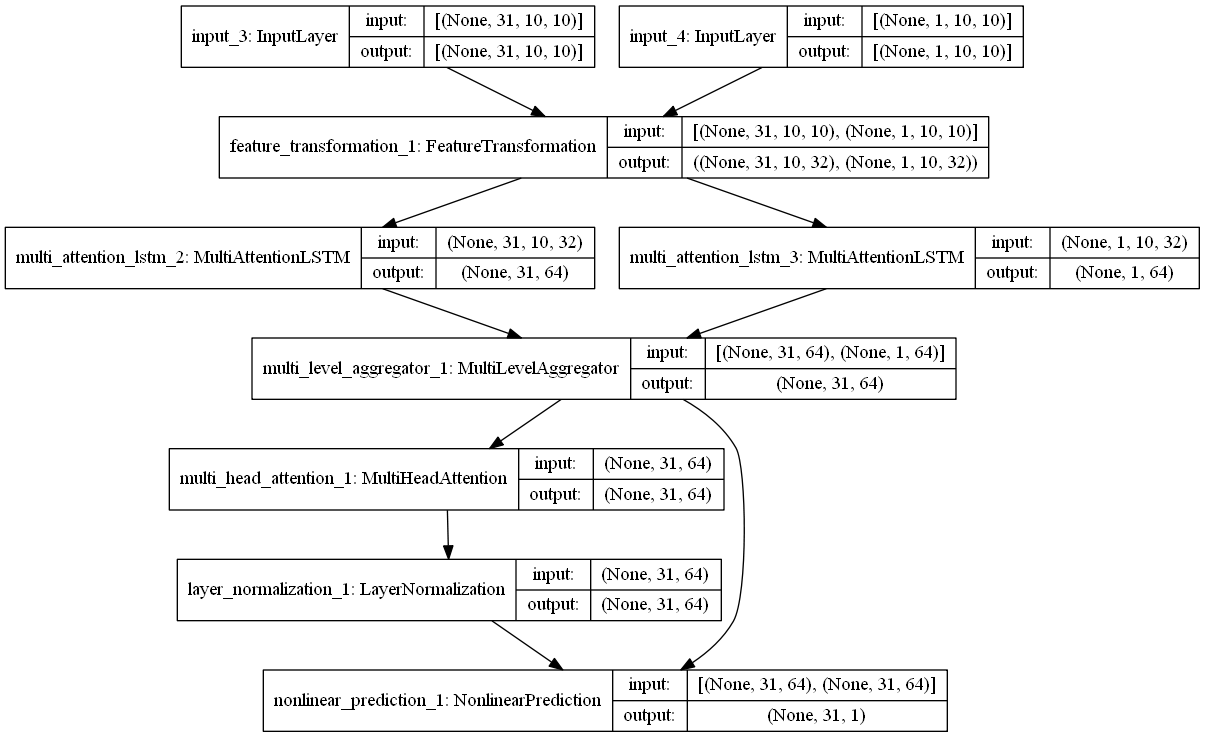 input_3: InputLayer
input: [(None, 31, 10, 10)]
output: [(None, 31, 10, 10)]
input_4: InputLayer
input: [(None, 1, 10, 10)]
output: [(None, 1, 10, 10)]
feature_transformation_1: FeatureTransformation
input: [(None, 31, 10, 10), (None, 1, 10, 10)]
output: ((None, 31, 10, 32), (None, 1, 10, 32))
multi_attention_lstm_2: MultiAttentionLSTM
input: (None, 31, 10, 32)
output: (None, 31, 64)
multi_attention_lstm_3: MultiAttentionLSTM
input: (None, 1, 10, 32)
output: (None, 1, 64)
multi_level_aggregator_1: MultiLevelAggregator
input: [(None, 31, 64), (None, 1, 64)]
output: (None, 31, 64)
multi_head_attention_1: MultiHeadAttention
input: (None, 31, 64)
output: (None, 31, 64)
layer_normalization_1: LayerNormalization
input: (None, 31, 64)
output: (None, 31, 64)
nonlinear_prediction_1: NonlinearPrediction
input: [(None, 31, 64), (None, 31, 64)]
output: (None, 31, 1)